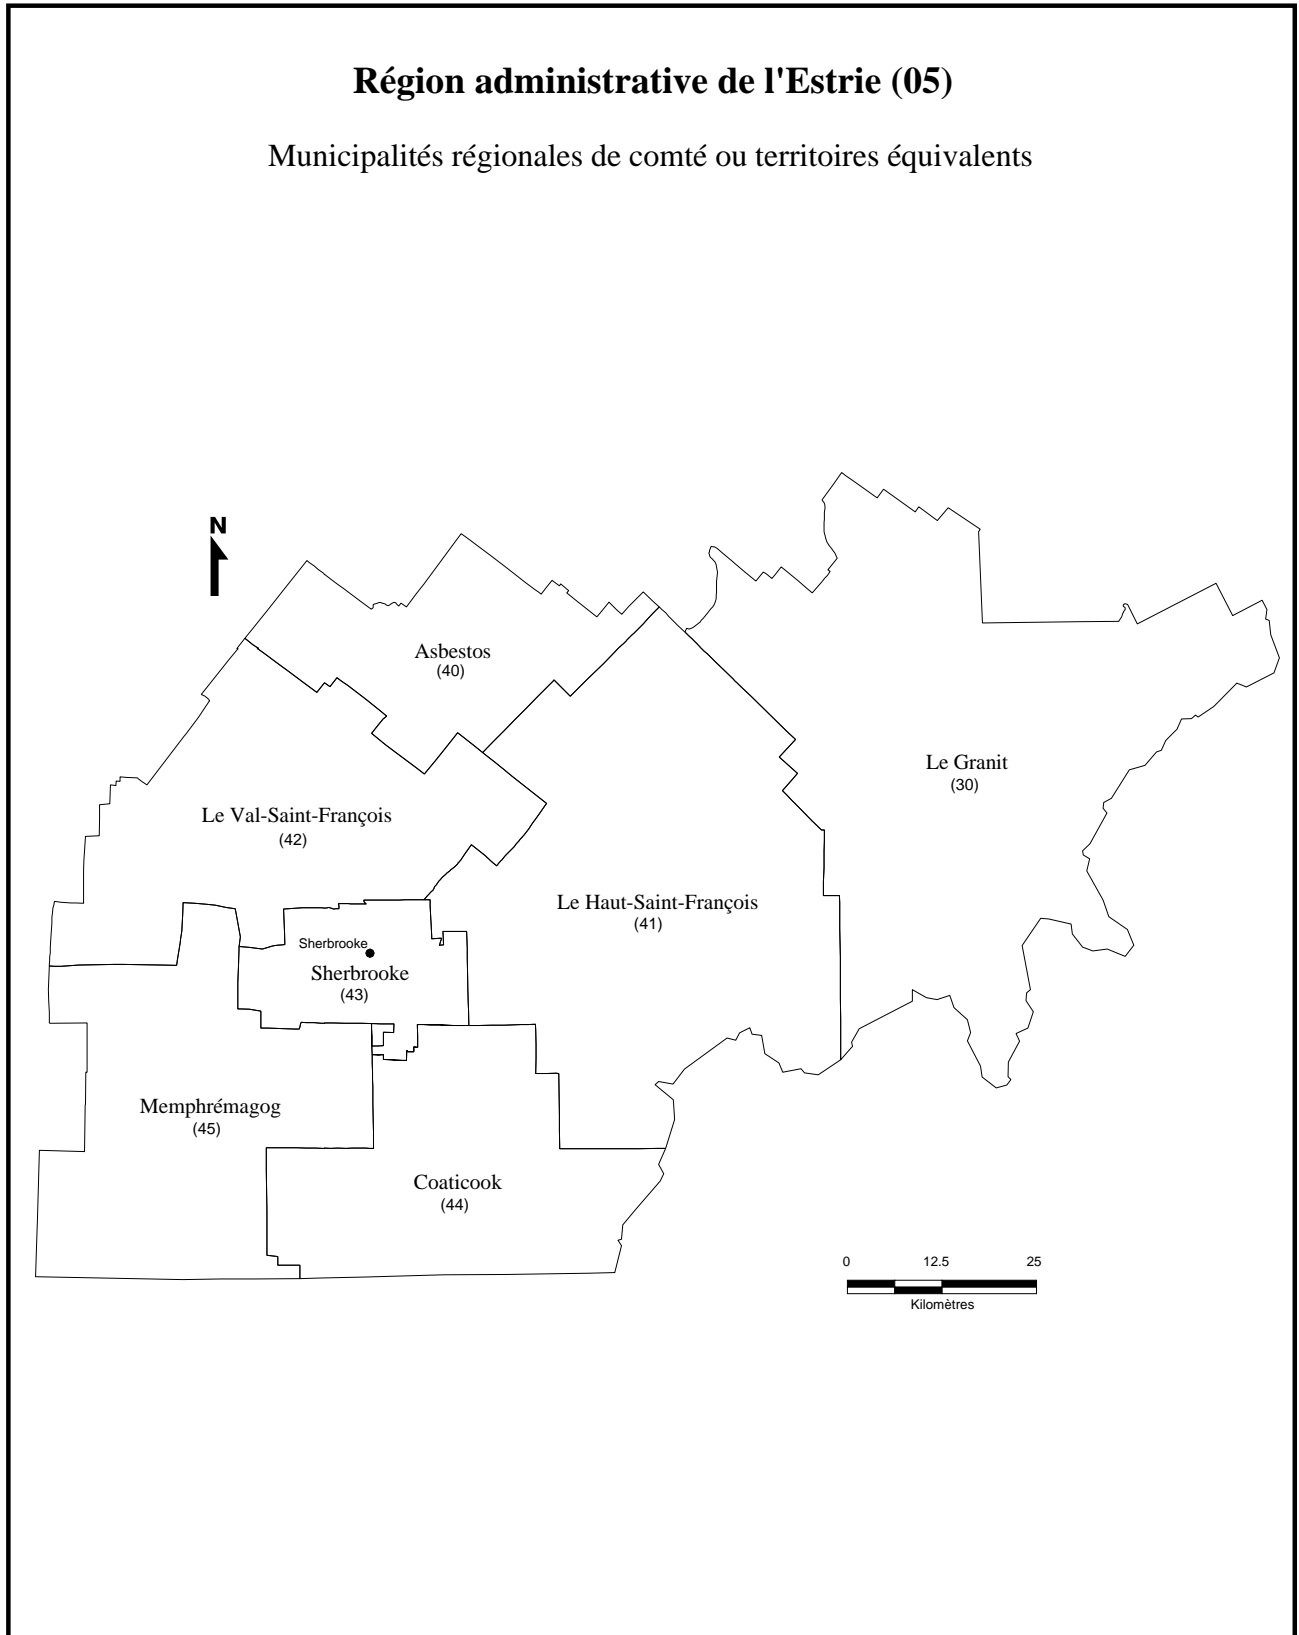 Région administrative de l'Estrie (05)
Municipalités régionales de comté ou territoires équivalents
N
Asbestos
(40)
Le Granit
(30)
Le Val-Saint-François
(42)
Le Haut-Saint-François
(41)
Sherbrooke
Sherbrooke
(43)
Memphrémagog
(45)
Coaticook
(44)
0 12.5 25
Kilomètres